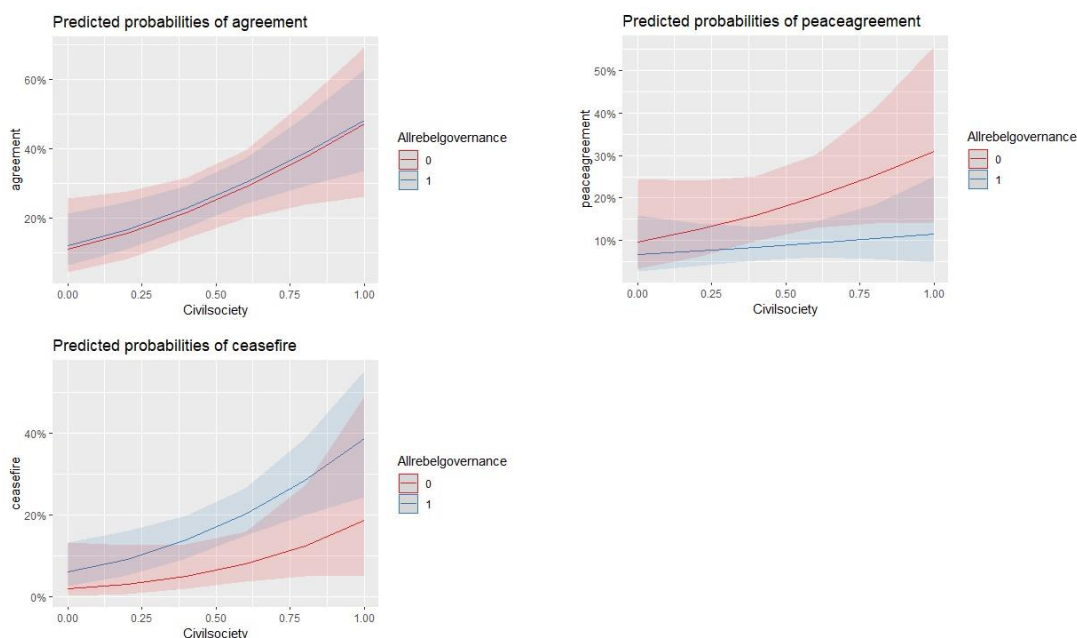 Predicted probabilities of agreement
60%
40%
20%
agreement
0.00 0.25 0.50 0.75 1.00
Civilsociety
Allrebelgovernance
0
1
Predicted probabilities of peaceagreement
50%
40%
30%
20%
10%
peaceagreement
0.00 0.25 0.50 0.75 1.00
Civilsociety
Allrebelgovernance
0
1
Predicted probabilities of ceasefire
40%
20%
0%
ceasefire
0.00 0.25 0.50 0.75 1.00
Civilsociety
Allrebelgovernance
0
1